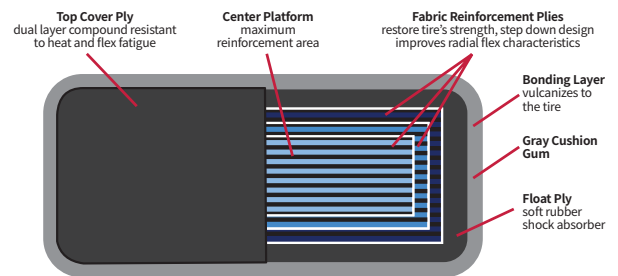 Top Cover Ply
dual layer compound resistant
to heat and flex fatigue
Center Platform
maximum
reinforcement area
Fabric Reinforcement Plies
restore tire's strength, step down design
improves radial flex characteristics
Bonding Layer
vulcanizes to
the tire
Gray Cushion
Gum
Float Ply
soft rubber
shock absorber